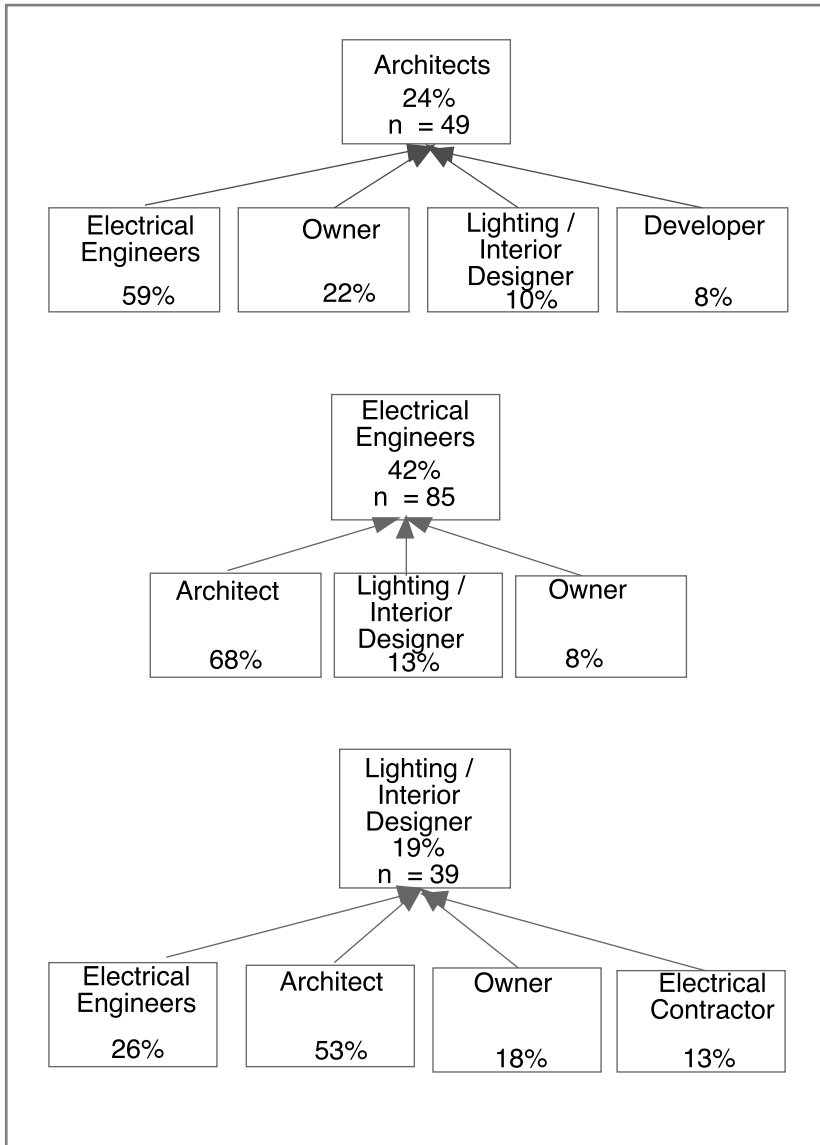 Architects
24%
n = 49
Electrical
Engineers
59%
Owner
22%
Lighting /
Interior
Designer
10%
Developer
8%
Electrical
Engineers
42%
n = 85
Architect
68%
Lighting /
Interior
Designer
13%
Owner
8%
Lighting /
Interior
Designer
19%
n = 39
Electrical
Engineers
26%
Architect
53%
Owner
18%
Electrical
Contractor
13%